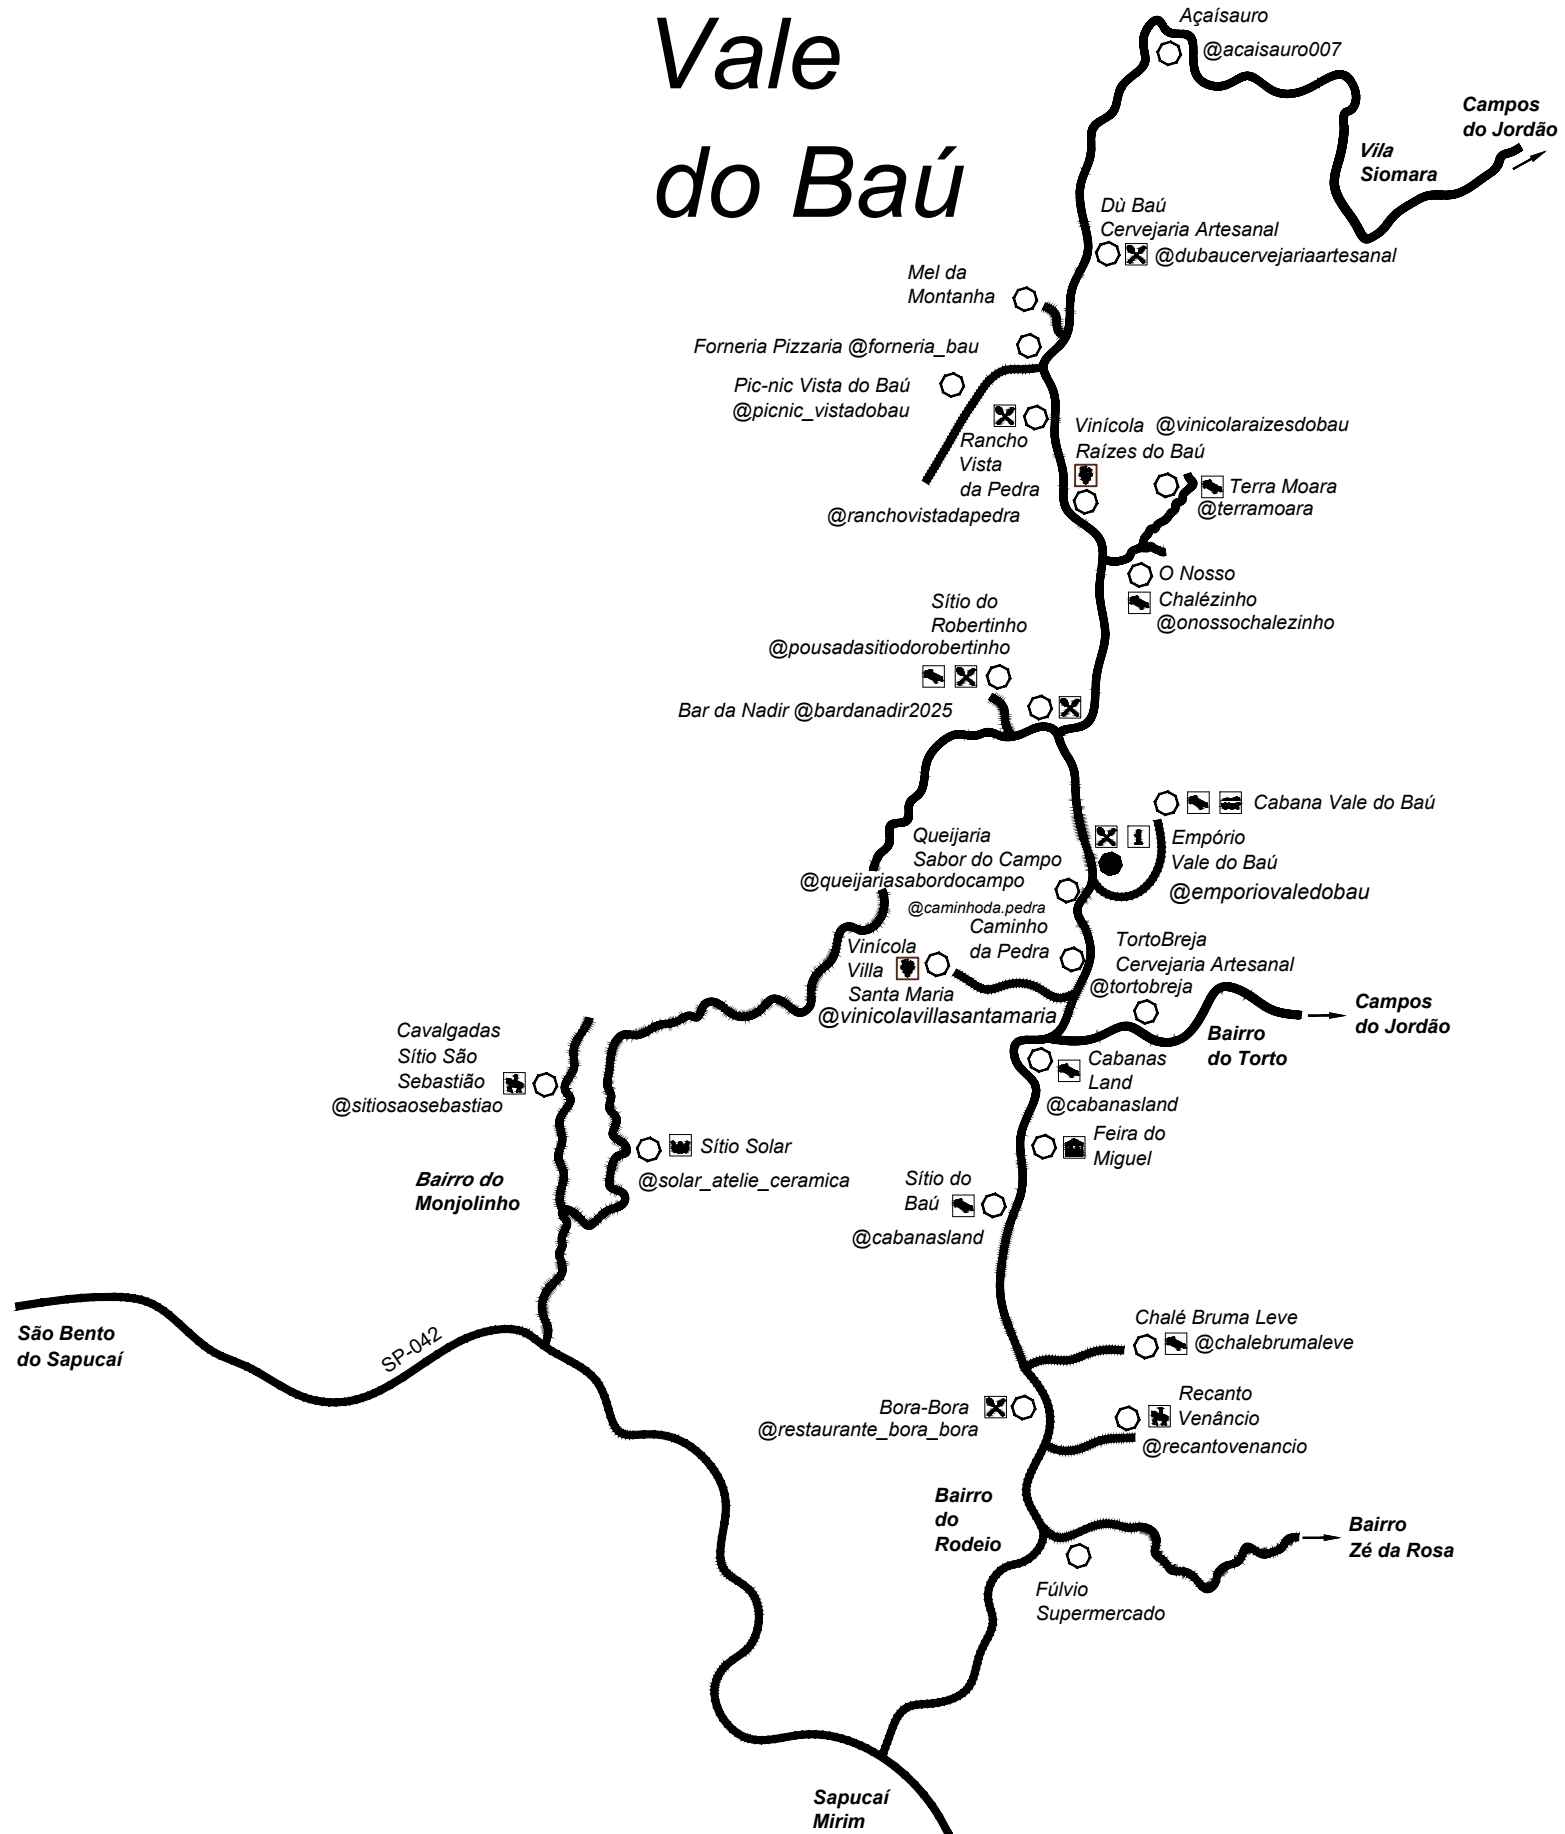 Vale
do Baú
Açaísauro
@acaisauro007
Campos
do Jordão
Vila
Siomara
Dù Baú
Cervejaria Artesanal
@dubaucervejariaartesanal
Mel da
Montanha
Forneria Pizzaria @forneria_bau
Pic-nic Vista do Baú
@picnic_vistadobau
Rancho
Vista
da Pedra
@ranchovistadapedra
Vinícola @vinicolaraizesdobau
Raízes do Baú
Terra Moara
@terramoara
O Nosso
Chalézinho
@onossochalezinho
Sítio do
Robertinho
@pousadasitiodorobertinho
Bar da Nadir @bardanadir2025
Cabana Vale do Baú
Empório
Vale do Baú
@emporiovaledobau
Queijaria
Sabor do Campo
@queijariasabordocampo
@caminhoda.pedra
Caminho
da Pedra
Vinícola
Villa
Santa Maria
@vinicolavillasantamaria
TortoBreja
Cervejaria Artesanal
@tortobreja
Campos
do Jordão
Bairro
do Torto
Cavalgadas
Sítio São
Sebastião
@sitiosaosebastiao
Cabanas
Land
@cabanasland
Feira do
Miguel
Sítio Solar
@solar_atelie_ceramica
Bairro do
Monjolinho
Sítio do
Baú
@cabanasland
São Bento
do Sapucaí
SP-042
Chalé Bruma Leve
@chalebrumaleve
Bora-Bora
@restaurante_bora_bora
Recanto
Venâncio
@recantovenancio
Bairro
do
Rodeio
Bairro
Zé da Rosa
Fúlvio
Supermercado
Sapucaí
Mirim